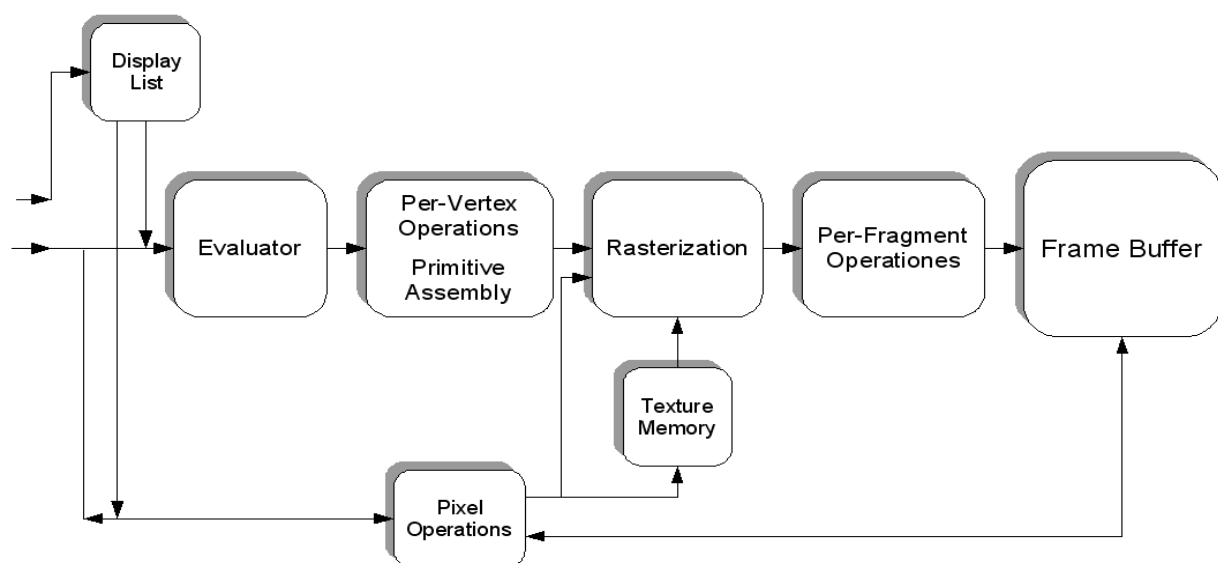 Display
List
Evaluator
Per-Vertex
Operations
Primitive
Assembly
Rasterization
Per-Fragment
Operationes
Frame Buffer
Texture
Memory
Pixel
Operations